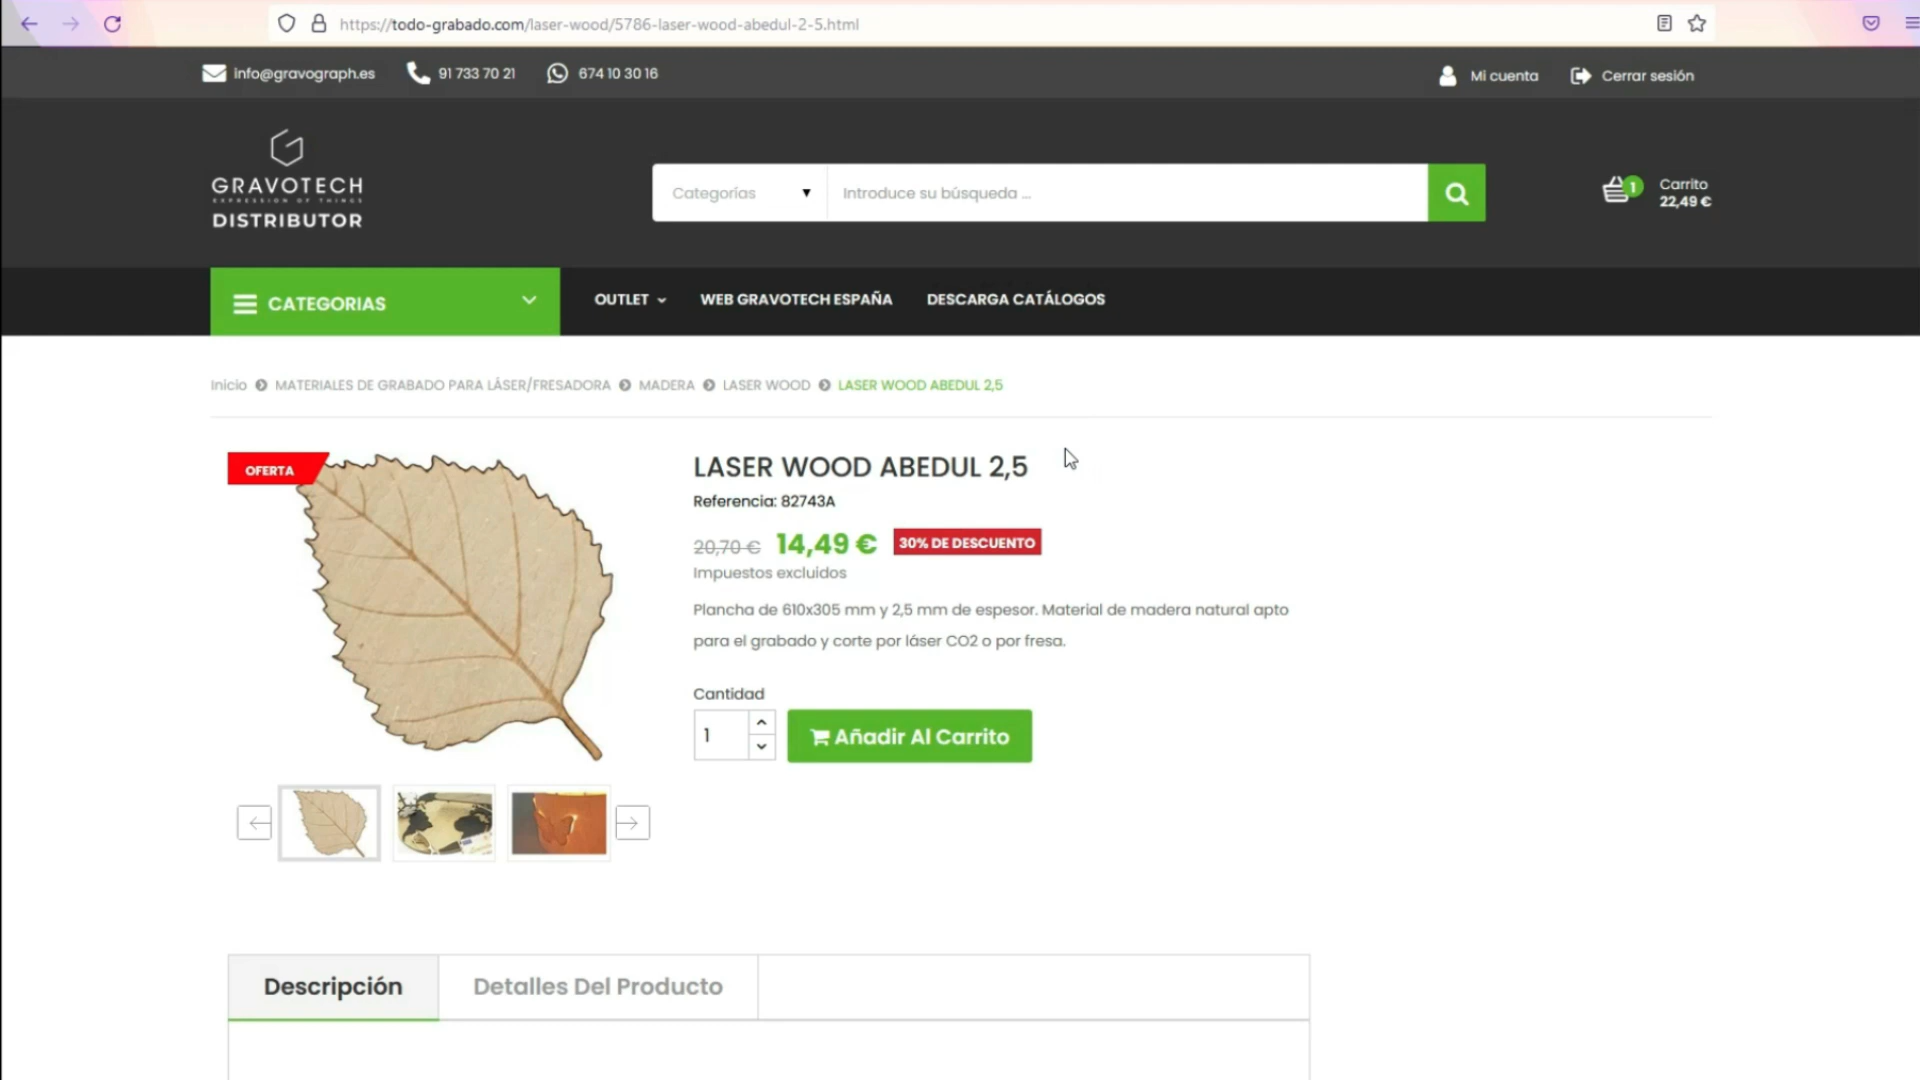 https://todo-grabado.com/laser-wood/5786-laser-wood-abedul-2-5.html
info@gravograph.es
91 733 70 21
674 10 30 16
Mi cuenta
Cerrar sesión
GRAVOTECH
EXPRESSION OF THINGS
DISTRIBUTOR
Categorías
Introduce su búsqueda ...
1
Carrito
22,49 €
CATEGORIAS
OUTLET
WEB GRAVOTECH ESPAÑA
DESCARGA CATÁLOGOS
Inicio
MATERIALES DE GRABADO PARA LÁSER/FRESADORA
MADERA
LASER WOOD
LASER WOOD ABEDUL 2,5
OFERTA
LASER WOOD ABEDUL 2,5
Referencia: 82743A
20,70 € 14,49 € 30% DE DESCUENTO
Impuestos excluidos
Plancha de 610x305 mm y 2,5 mm de espesor. Material de madera natural apto
para el grabado y corte por láser CO2 o por fresa.
Cantidad
1
Añadir Al Carrito
Descripción
Detalles Del Producto